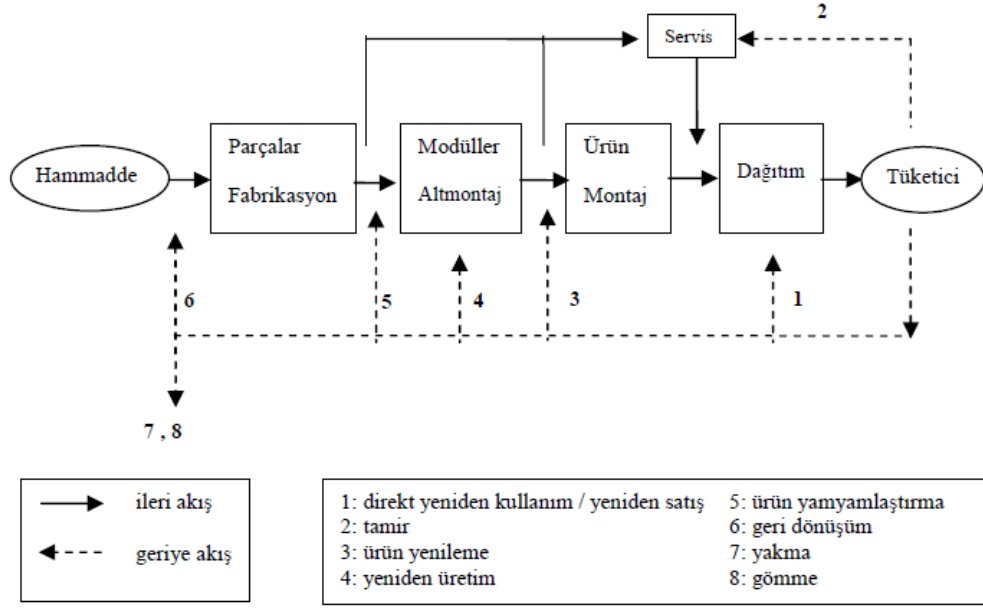 2
Servis
Hammadde
Parçalar
Fabrikasyon
Modüller
Altmontaj
Ürün
Montaj
Dağıtım
Tüketici
6
5
4
3
1
7 , 8
ileri akış
geriye akış
1: direkt yeniden kullanım / yeniden satış
2: tamir
3: ürün yenileme
4: yeniden üretim
5: ürün yamyamlaştırma
6: geri dönüşüm
7: yakma
8: gömme